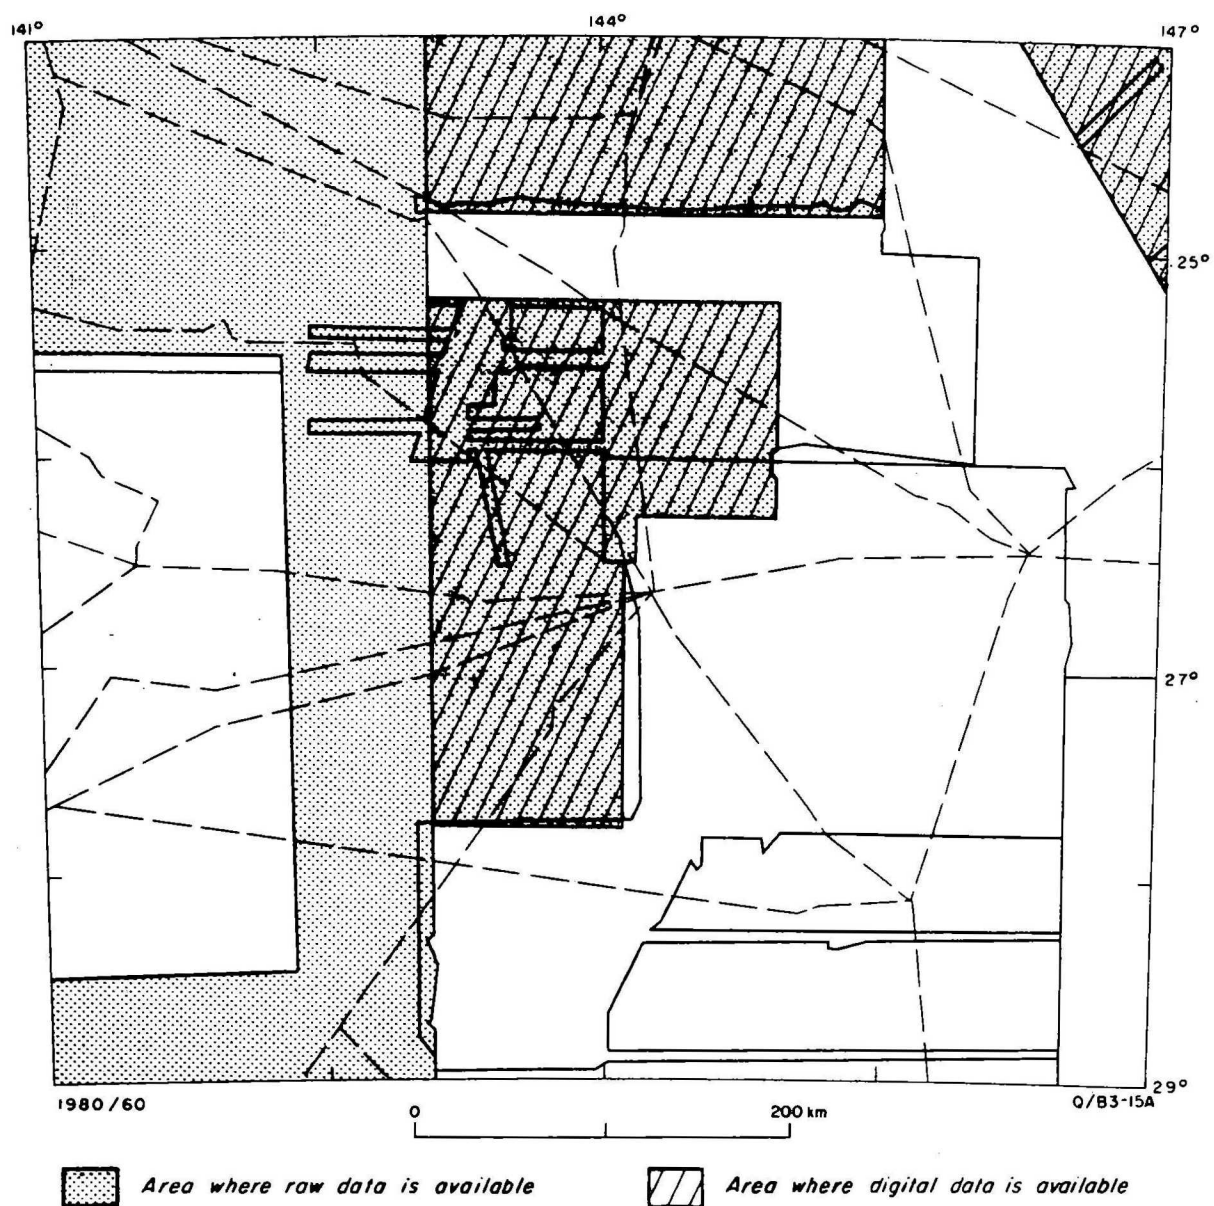 141°
144°
147°
25°
27°
29°
1980/60
Q/B3-15A
0
200 km
Area where raw data is available
Area where digital data is available